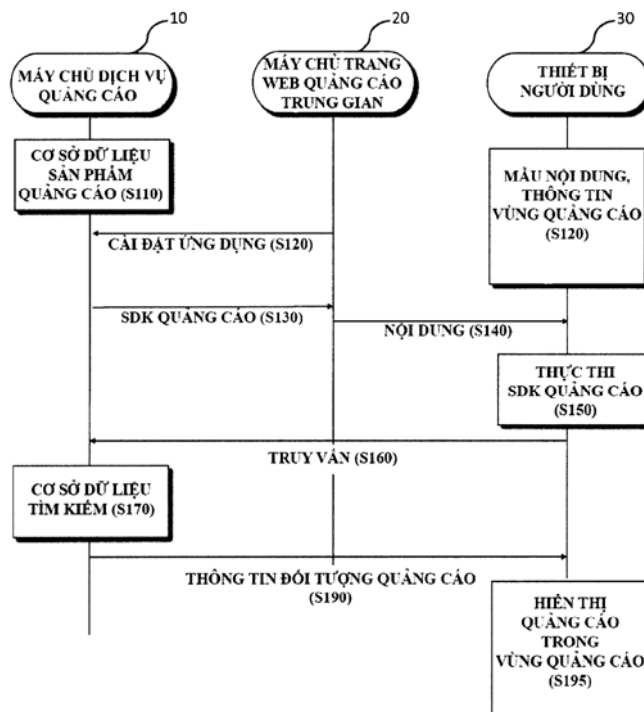 10
20
30
MÁY CHỦ DỊCH VỤ
QUẢNG CÁO
MÁY CHỦ TRANG
WEB QUẢNG CÁO
TRUNG GIAN
THIẾT BỊ
NGƯỜI DÙNG
CƠ SỞ DỮ LIỆU
SẢN PHẨM
QUẢNG CÁO (S110)
MẪU NỘI DUNG,
THÔNG TIN
VÙNG QUẢNG CÁO
(S120)
CÀI ĐẶT ỨNG DỤNG (S120)
SDK QUẢNG CÁO (S130)
NỘI DUNG (S140)
THỰC THI
SDK QUẢNG CÁO
(S150)
TRUY VẤN (S160)
CƠ SỞ DỮ LIỆU
TÌM KIẾM (S170)
THÔNG TIN ĐỐI TƯỢNG QUẢNG CÁO
(S190)
HIỂN THỊ
QUẢNG CÁO
TRONG
VÙNG QUẢNG CÁO
(S195)